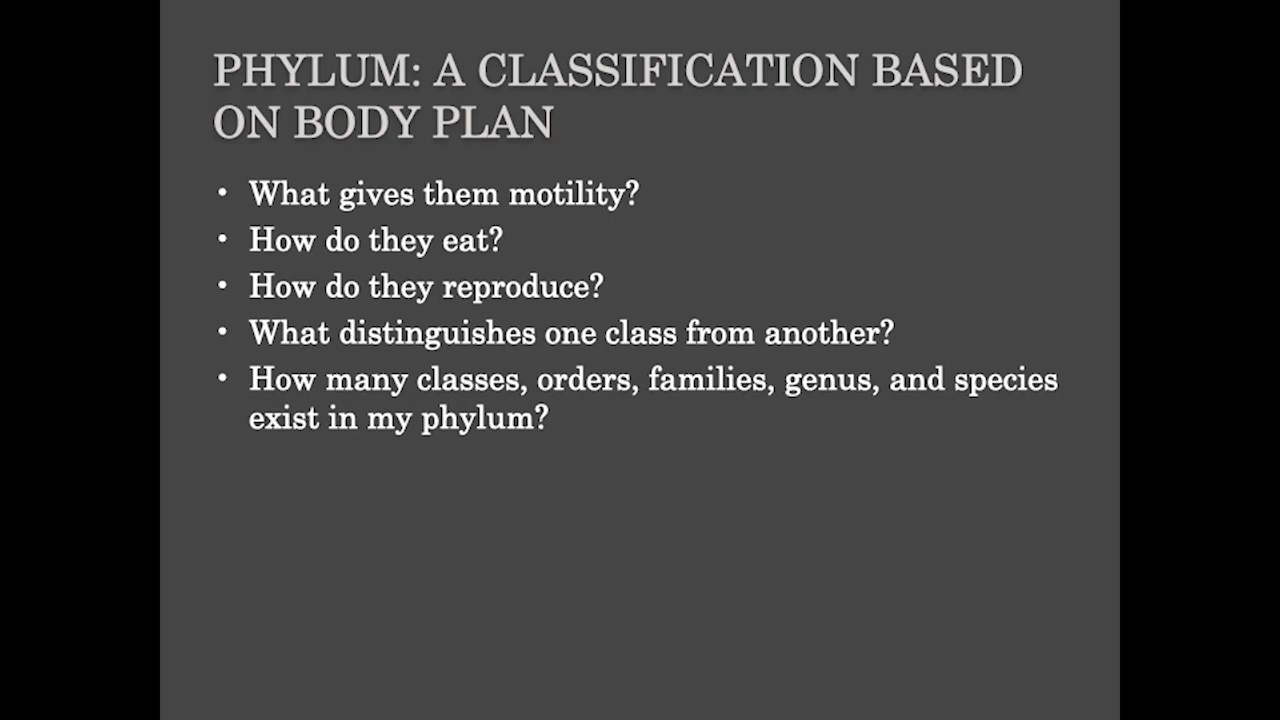 PHYLUM: A CLASSIFICATION BASED
ON BODY PLAN
• What gives them motility?
• How do they eat?
• How do they reproduce?
• What distinguishes one class from another?
• How many classes, orders, families, genus, and species
exist in my phylum?